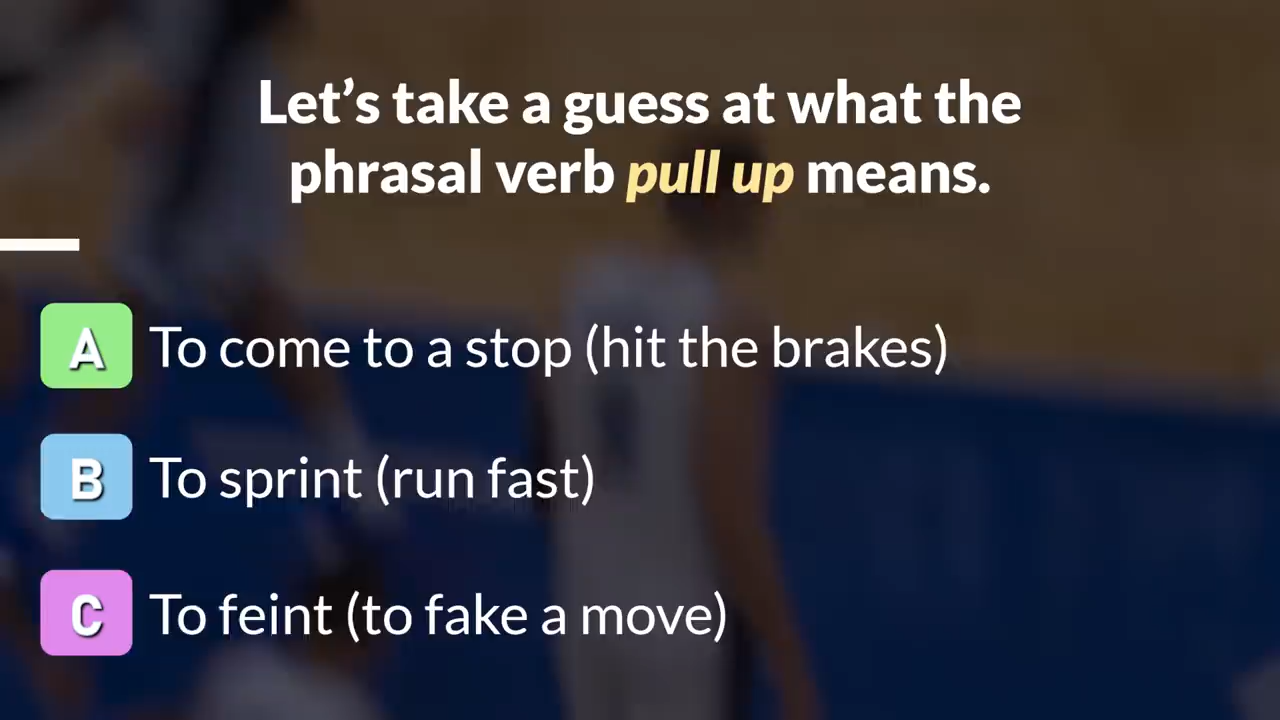 Let’s take a guess at what the
phrasal verb pull up means.
A To come to a stop (hit the brakes)
B To sprint (run fast)
C To feint (to fake a move)